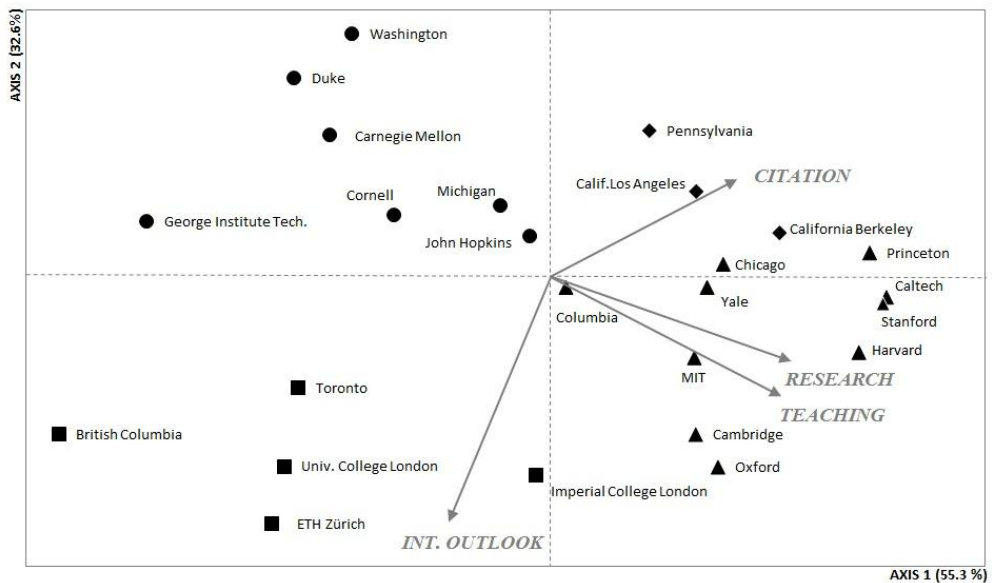 AXIS 2 (32.6%)
Washington
Duke
Carnegie Mellon
Pennsylvania
CITATION
Calif.Los Angeles
Michigan
Cornell
George Institute Tech.
California Berkeley
John Hopkins
Princeton
Chicago
Caltech
Yale
Columbia
Stanford
Harvard
MIT
RESEARCH
Toronto
TEACHING
British Columbia
Cambridge
Univ. College London
Oxford
Imperial College London
ETH Zürich
INT. OUTLOOK
AXIS 1 (55.3 %)